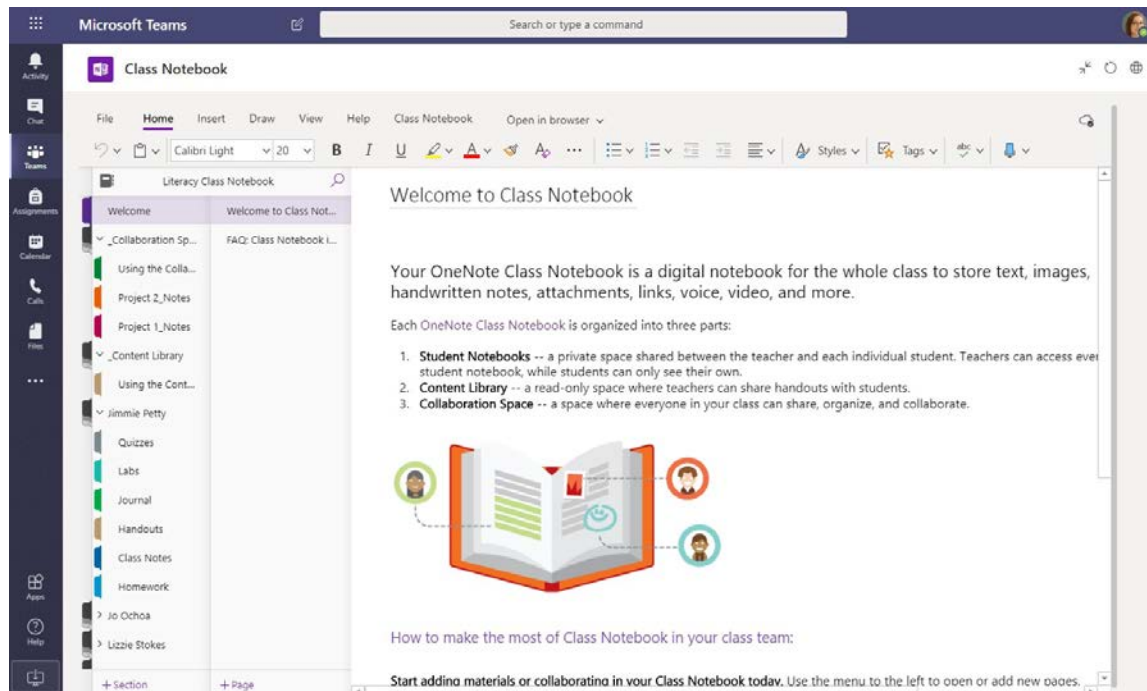 Microsoft Teams
Search or type a command
Activity
Chat
Teams
Assignments
Calendar
Calls
Files
Apps
Help
Class Notebook
File Home Insert Draw View Help Class Notebook Open in browser
Calibri Light 20 B I U A A Styles Tags abc
Literacy Class Notebook
Welcome
_Collaboration Sp...
Using the Colla...
Project 2_Notes
Project 1_Notes
_Content Library
Using the Cont...
Jimmie Petty
Quizzes
Labs
Journal
Handouts
Class Notes
Homework
Jo Ochoa
Lizzie Stokes
+ Section
Welcome to Class Not...
FAQ: Class Notebook i...
+ Page
Welcome to Class Notebook
Your OneNote Class Notebook is a digital notebook for the whole class to store text, images,
handwritten notes, attachments, links, voice, video, and more.
Each OneNote Class Notebook is organized into three parts:
1. Student Notebooks -- a private space shared between the teacher and each individual student. Teachers can access ever
student notebook, while students can only see their own.
2. Content Library -- a read-only space where teachers can share handouts with students.
3. Collaboration Space -- a space where everyone in your class can share, organize, and collaborate.
How to make the most of Class Notebook in your class team:
Start adding materials or collaborating in your Class Notebook today. Use the menu to the left to open or add new pages.